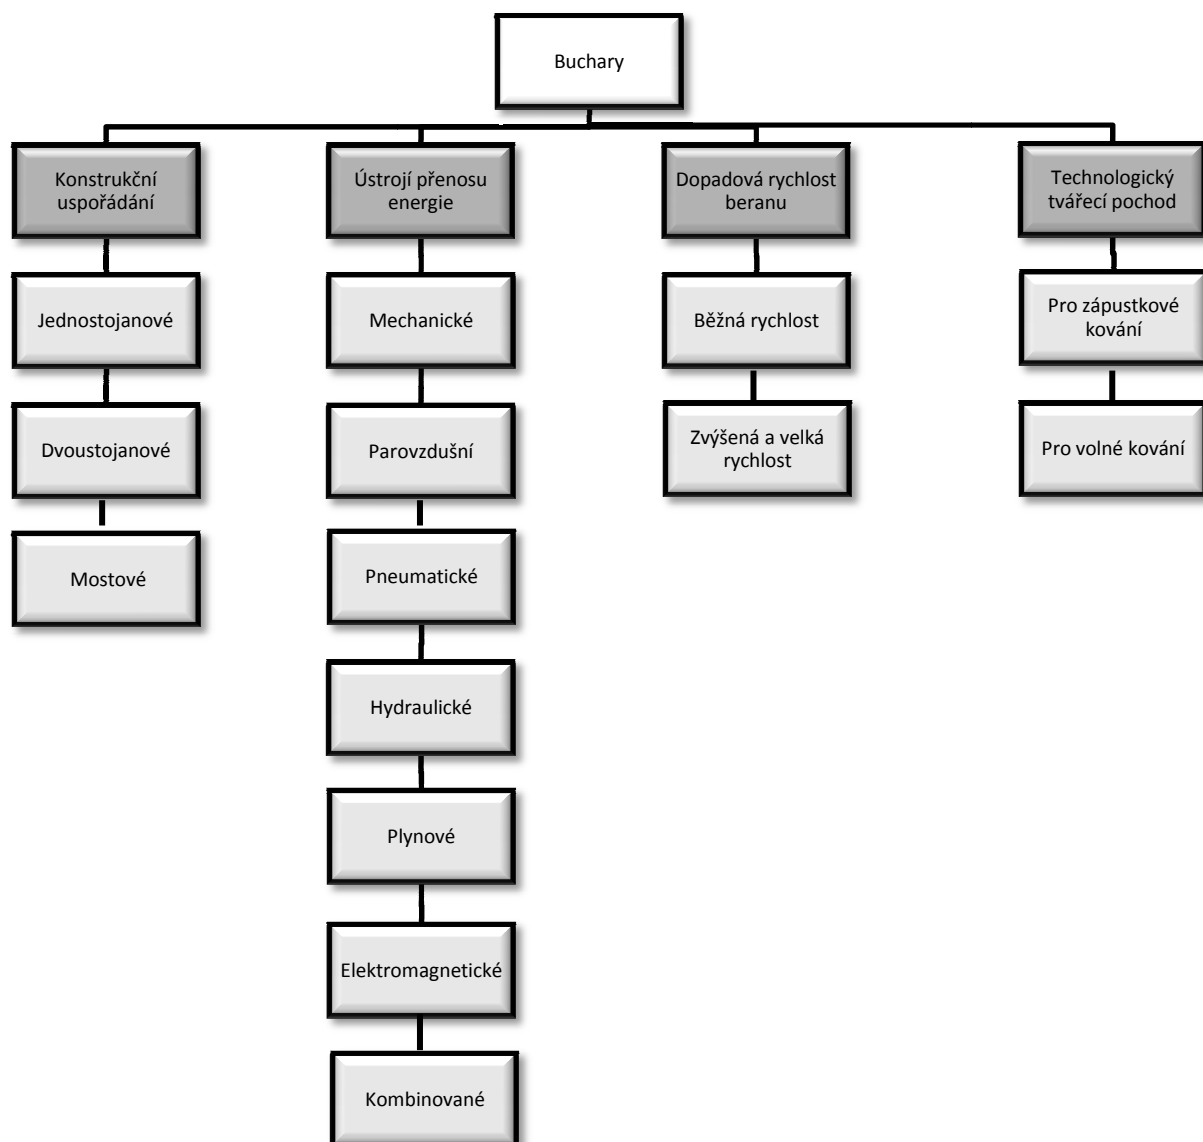 Buchary
Konstrukční
uspořádání
Jednostojanové
Dvoustojanové
Mostové
Ústrojí přenosu
energie
Mechanické
Parovzdušní
Pneumatické
Hydraulické
Plynové
Elektromagnetické
Kombinované
Dopadová rychlost
beranu
Běžná rychlost
Zvýšená a velká
rychlost
Technologický
tvářecí pochod
Pro zápustkové
kování
Pro volné kování